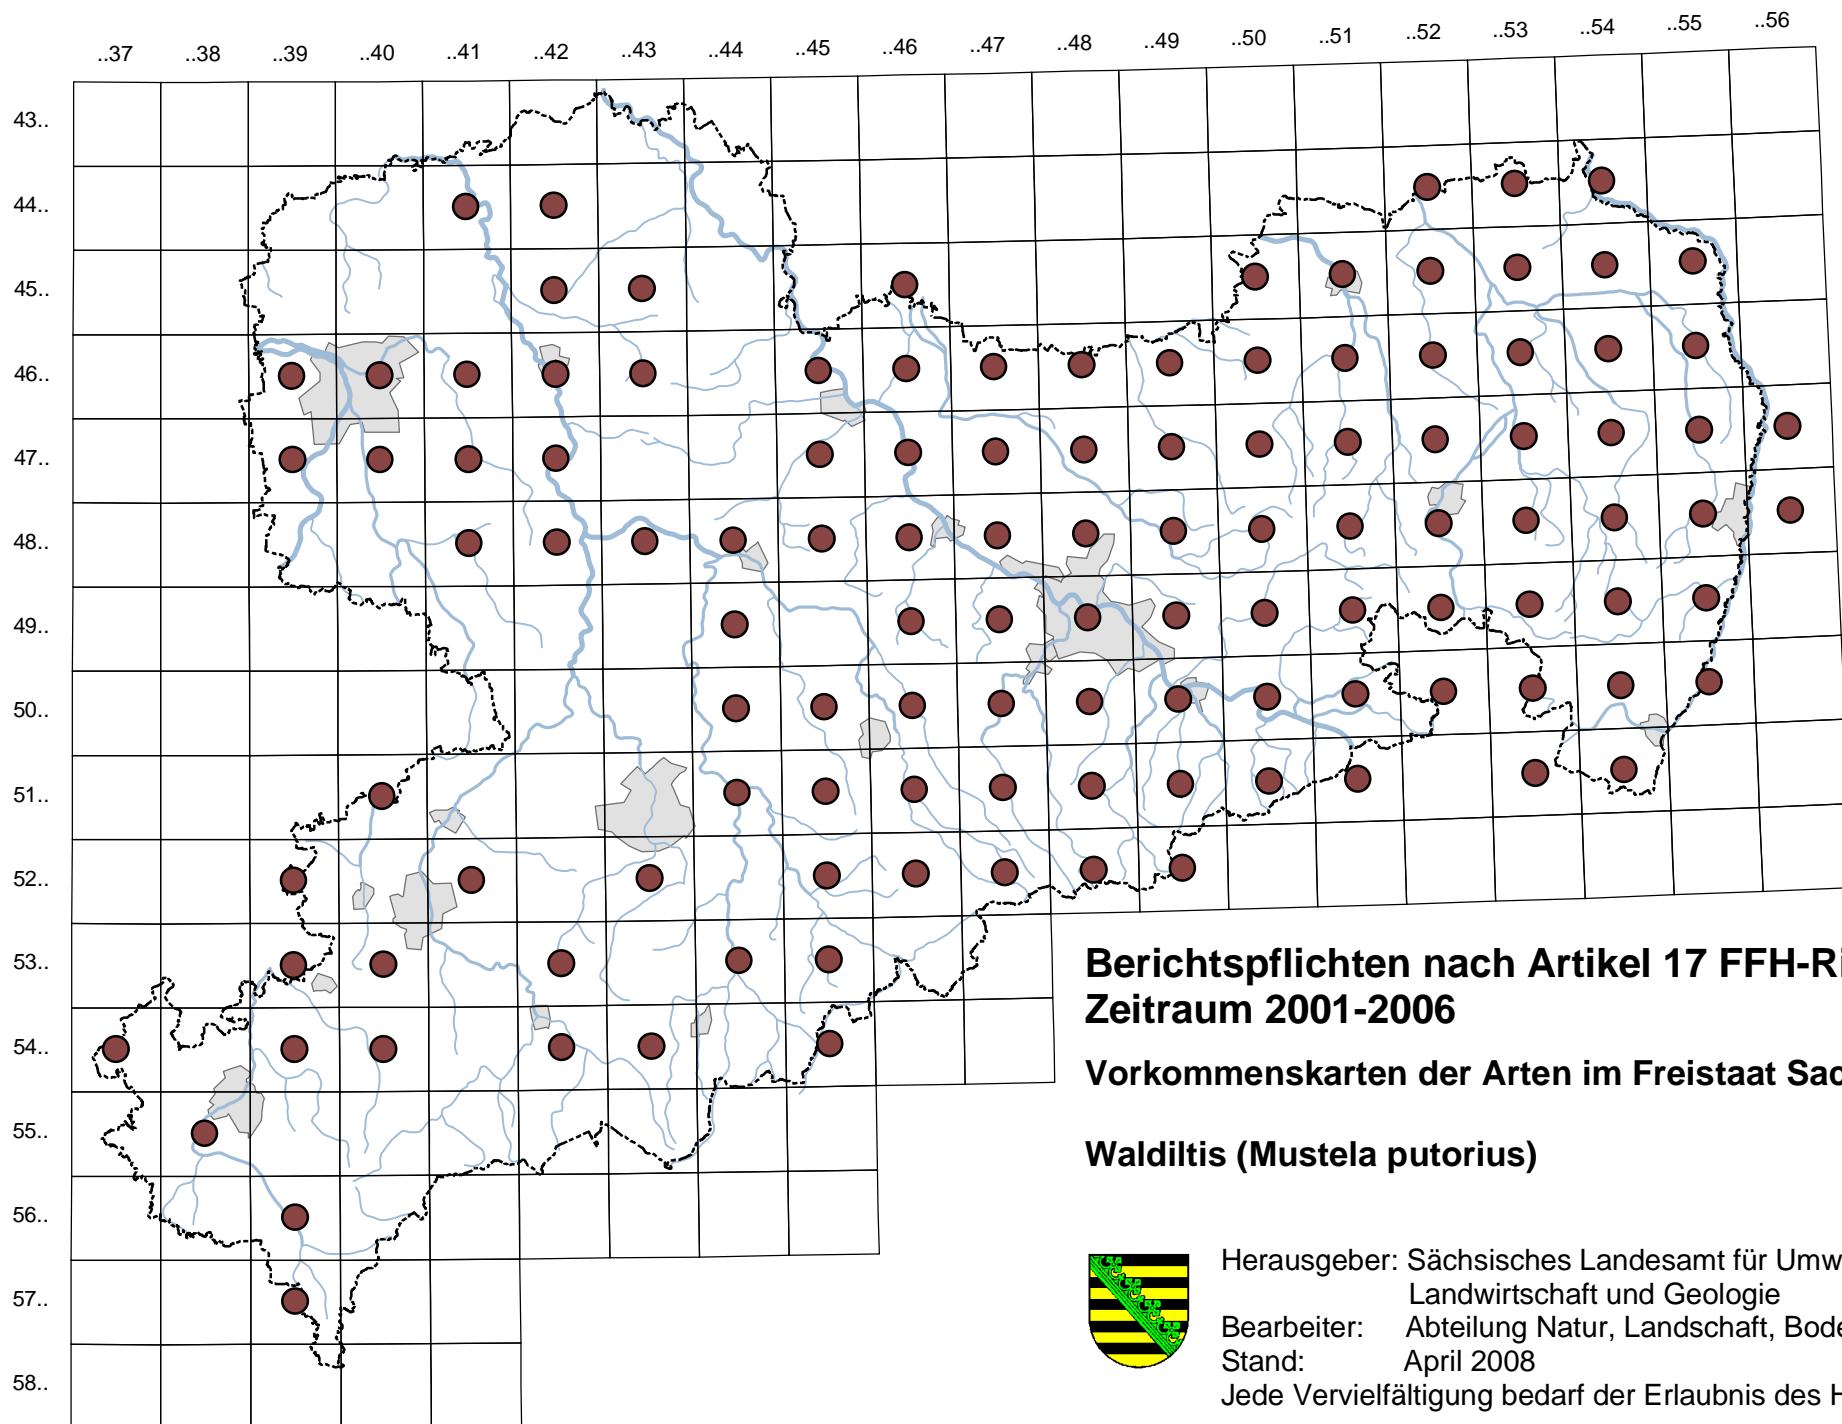 ..37 ..38 ..39 ..40 ..41 ..42 ..43 ..44 ..45 ..46 ..47 ..48 ..49 ..50 ..51 ..52 ..53 ..54 ..55 ..56
43..
44..
45..
46..
47..
48..
49..
50..
51..
52..
53..
54..
55..
56..
57..
58..
Berichtspflichten nach Artikel 17 FFH-Ri
Zeitraum 2001-2006
Vorkommenskarten der Arten im Freistaat Sac
Waldiltis (Mustela putorius)
Herausgeber: Sächsisches Landesamt für Umw
Landwirtschaft und Geologie
Bearbeiter: Abteilung Natur, Landschaft, Bode
Stand: April 2008
Jede Vervielfältigung bedarf der Erlaubnis des H